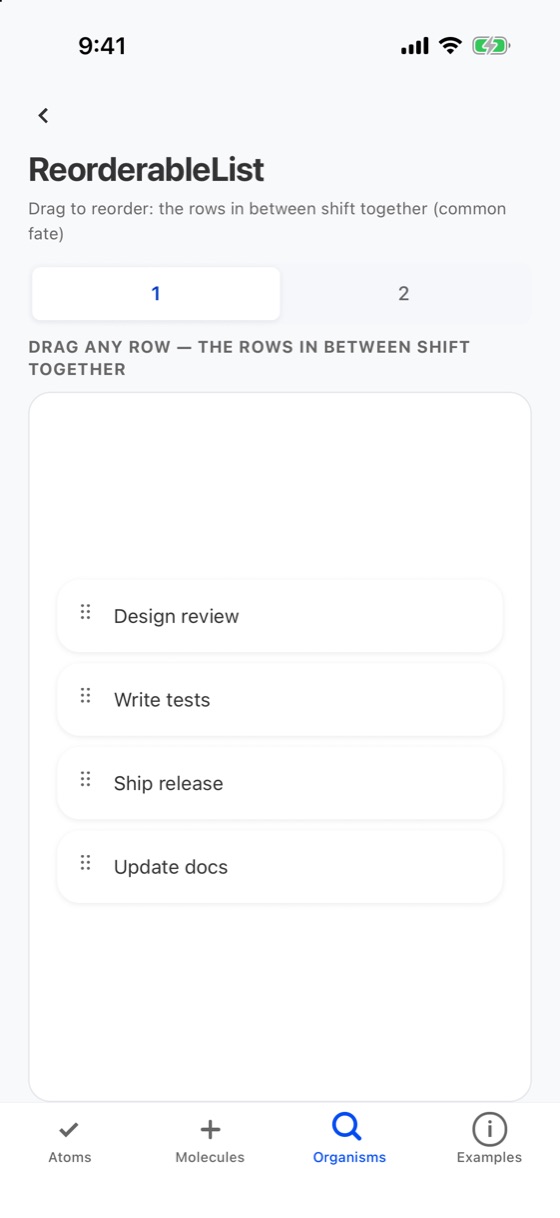 9:41
ReorderableList
Drag to reorder: the rows in between shift together (common
fate)
1
2
DRAG ANY ROW — THE ROWS IN BETWEEN SHIFT
TOGETHER
Design review
Write tests
Ship release
Update docs
Atoms
Molecules
Organisms
Examples